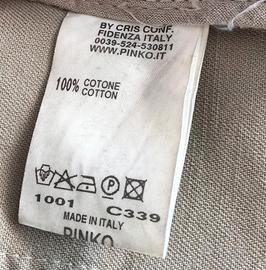 BY CRIS CONF.
FIDENZA ITALY
0039-524-530811
WWW.PINKO.IT
100% COTONE
COTTON
1001 C339
MADE IN ITALY
PINKO